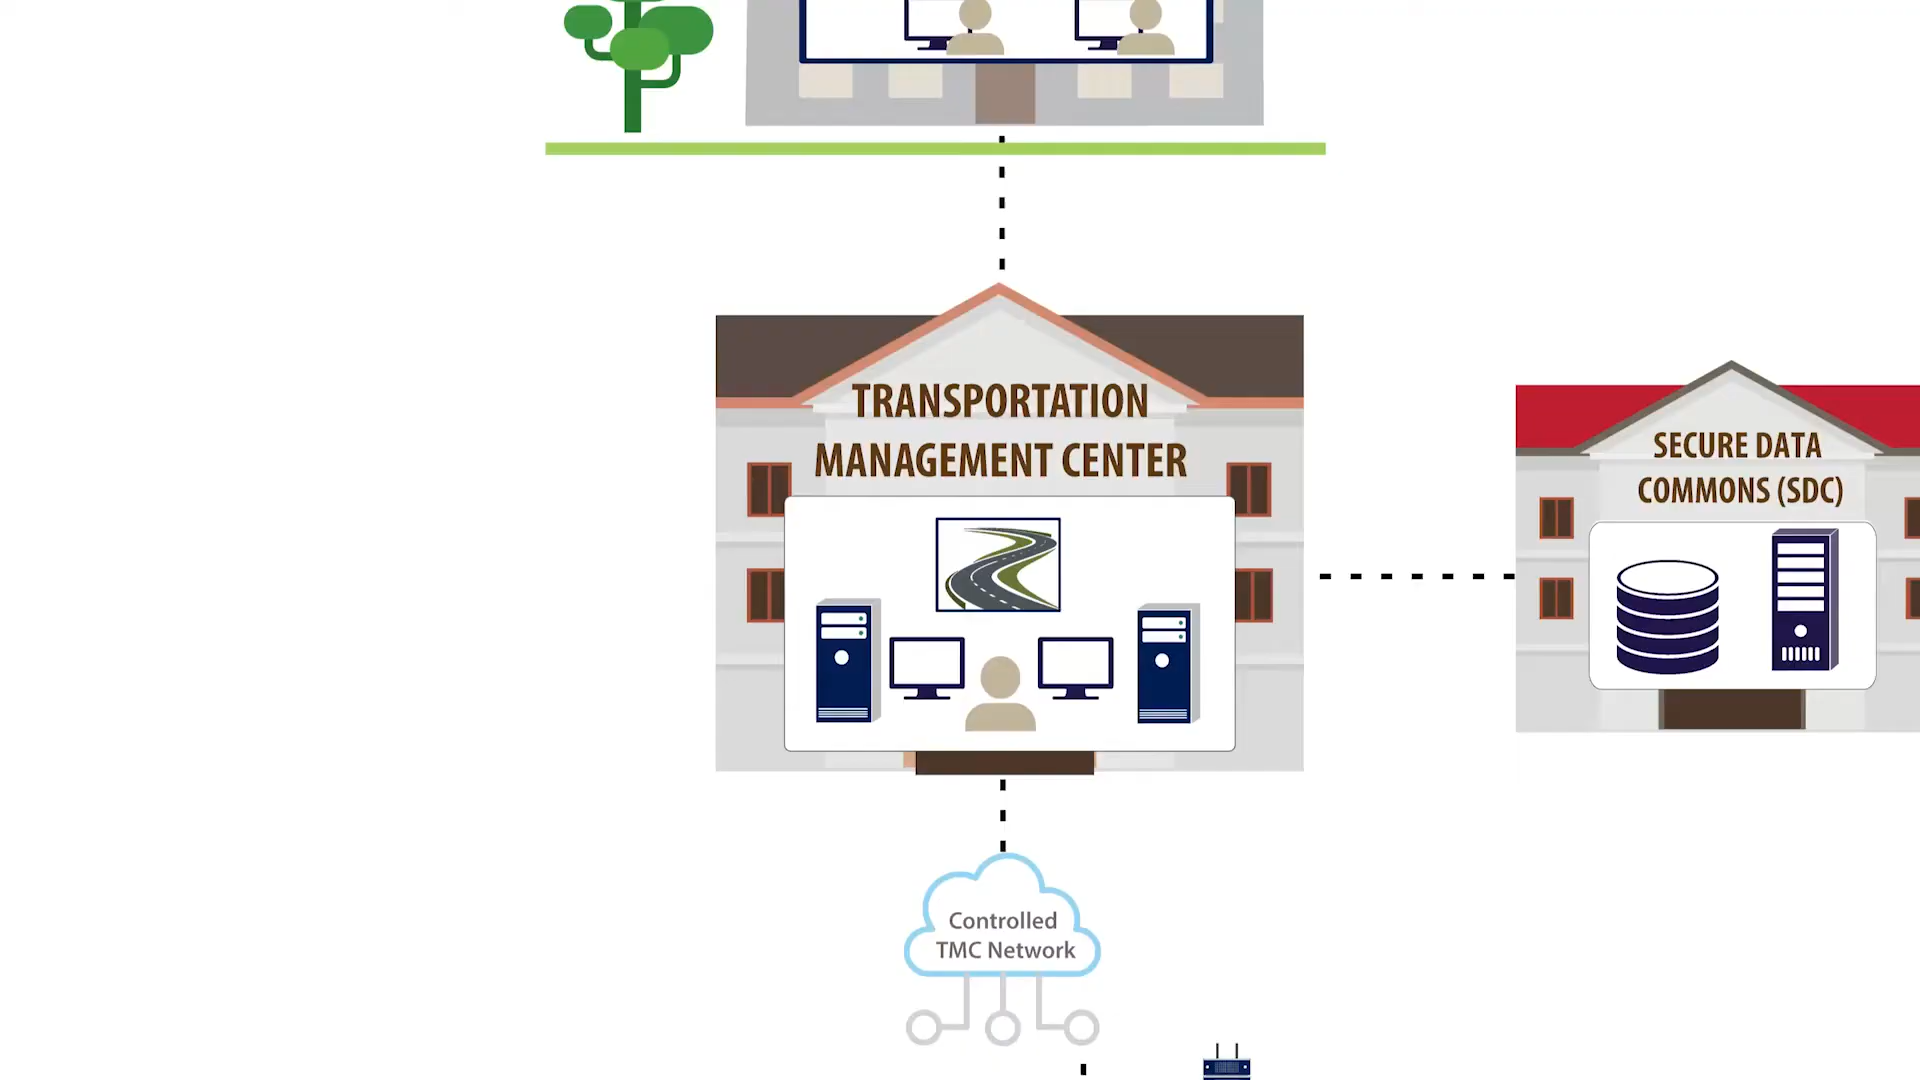 TRANSPORTATION
MANAGEMENT CENTER
SECURE DATA
COMMONS (SDC)
Controlled
TMC Network